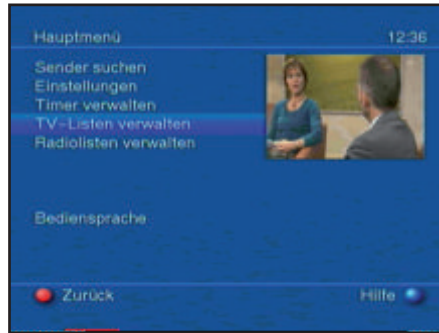 Hauptmenü 12:36
Sender suchen
Einstellungen
Timer verwalten
TV-Listen verwalten
Radiolisten verwalten
Bediensprache
Zurück Hilfe